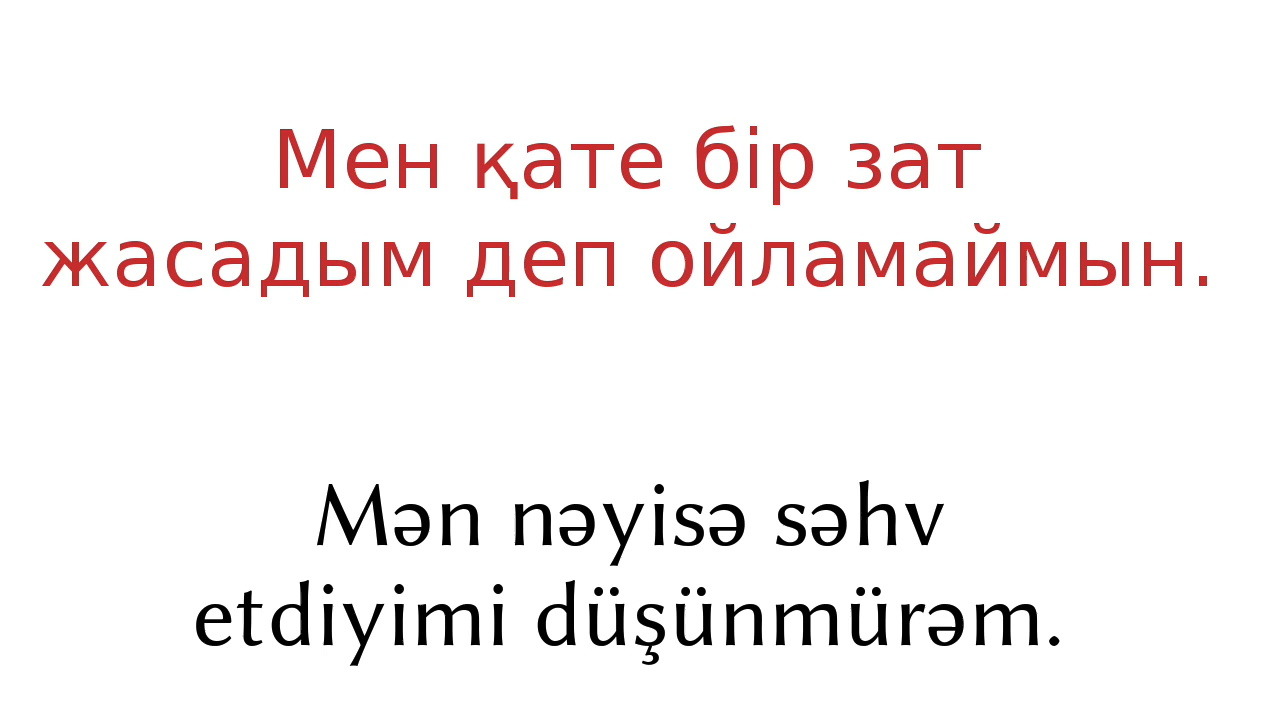 Мен қате бір зат
жасадым деп ойламаймын.
Mən nəyisə səhv
etdiyimi düşünmürəm.